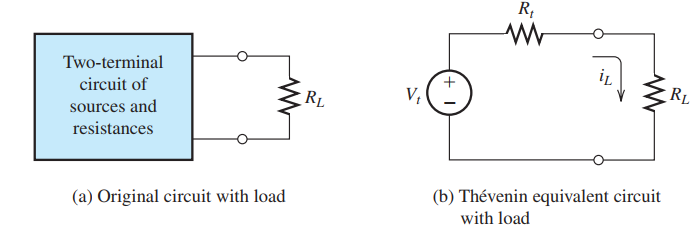 Two-terminal
circuit of
sources and
resistances
R_L
(a) Original circuit with load
R_t
V_t
+
−
i_L
R_L
(b) Thévenin equivalent circuit
with load